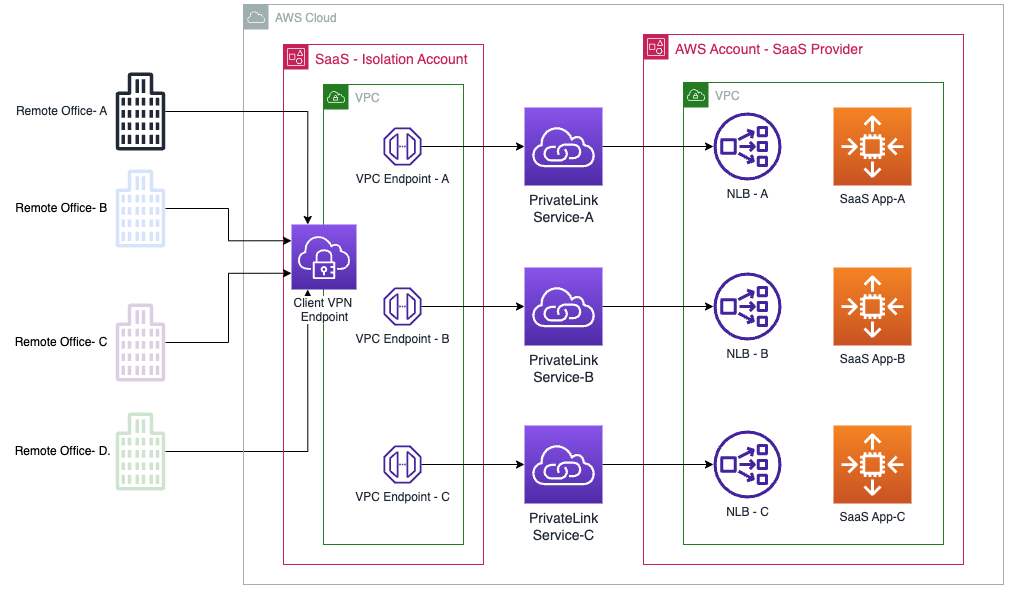 AWS Cloud
SaaS - Isolation Account
AWS Account - SaaS Provider
VPC
VPC
Remote Office- A
VPC Endpoint - A
PrivateLink
Service-A
NLB - A
SaaS App-A
Remote Office- B
Client VPN
Endpoint
VPC Endpoint - B
PrivateLink
Service-B
NLB - B
SaaS App-B
Remote Office- C
Remote Office- D.
VPC Endpoint - C
PrivateLink
Service-C
NLB - C
SaaS App-C